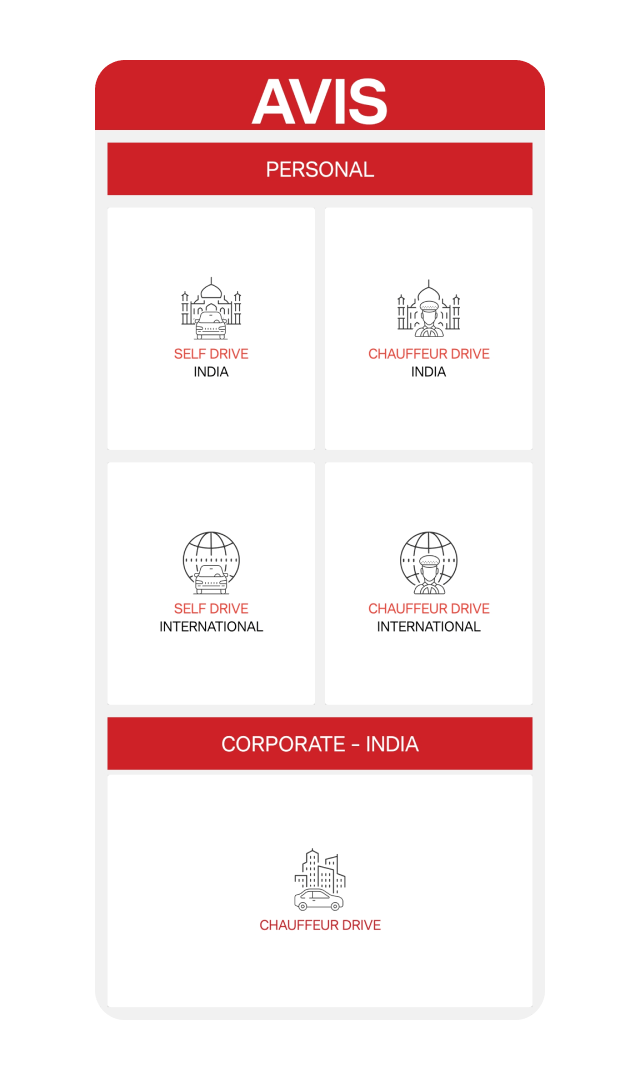 AVIS
PERSONAL
SELF DRIVE
INDIA
CHAUFFEUR DRIVE
INDIA
SELF DRIVE
INTERNATIONAL
CHAUFFEUR DRIVE
INTERNATIONAL
CORPORATE - INDIA
CHAUFFEUR DRIVE